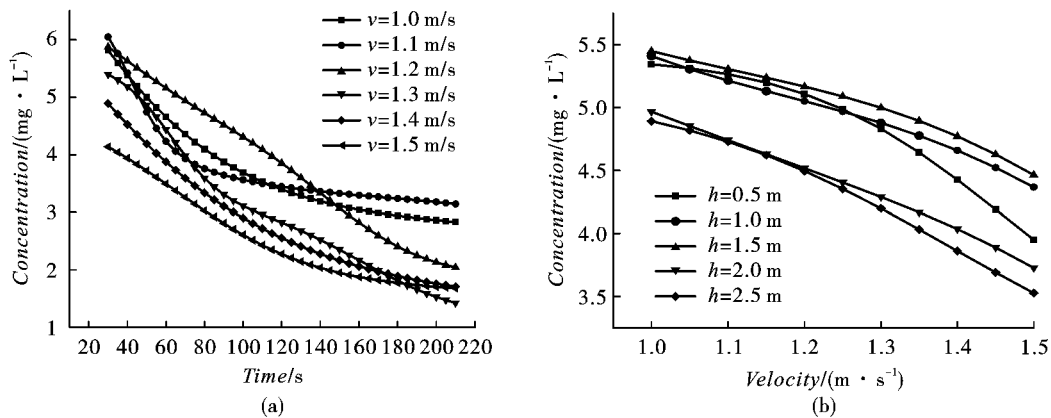 Concentration/(mg · L⁻¹)
6
5
4
3
2
1
v=1.0 m/s
v=1.1 m/s
v=1.2 m/s
v=1.3 m/s
v=1.4 m/s
v=1.5 m/s
20 40 60 80 100 120 140 160 180 200 220
Time/s
(a)
Concentration/(mg · L⁻¹)
5.5
5.0
4.5
4.0
3.5
h=0.5 m
h=1.0 m
h=1.5 m
h=2.0 m
h=2.5 m
1.0 1.1 1.2 1.3 1.4 1.5
Velocity/(m · s⁻¹)
(b)